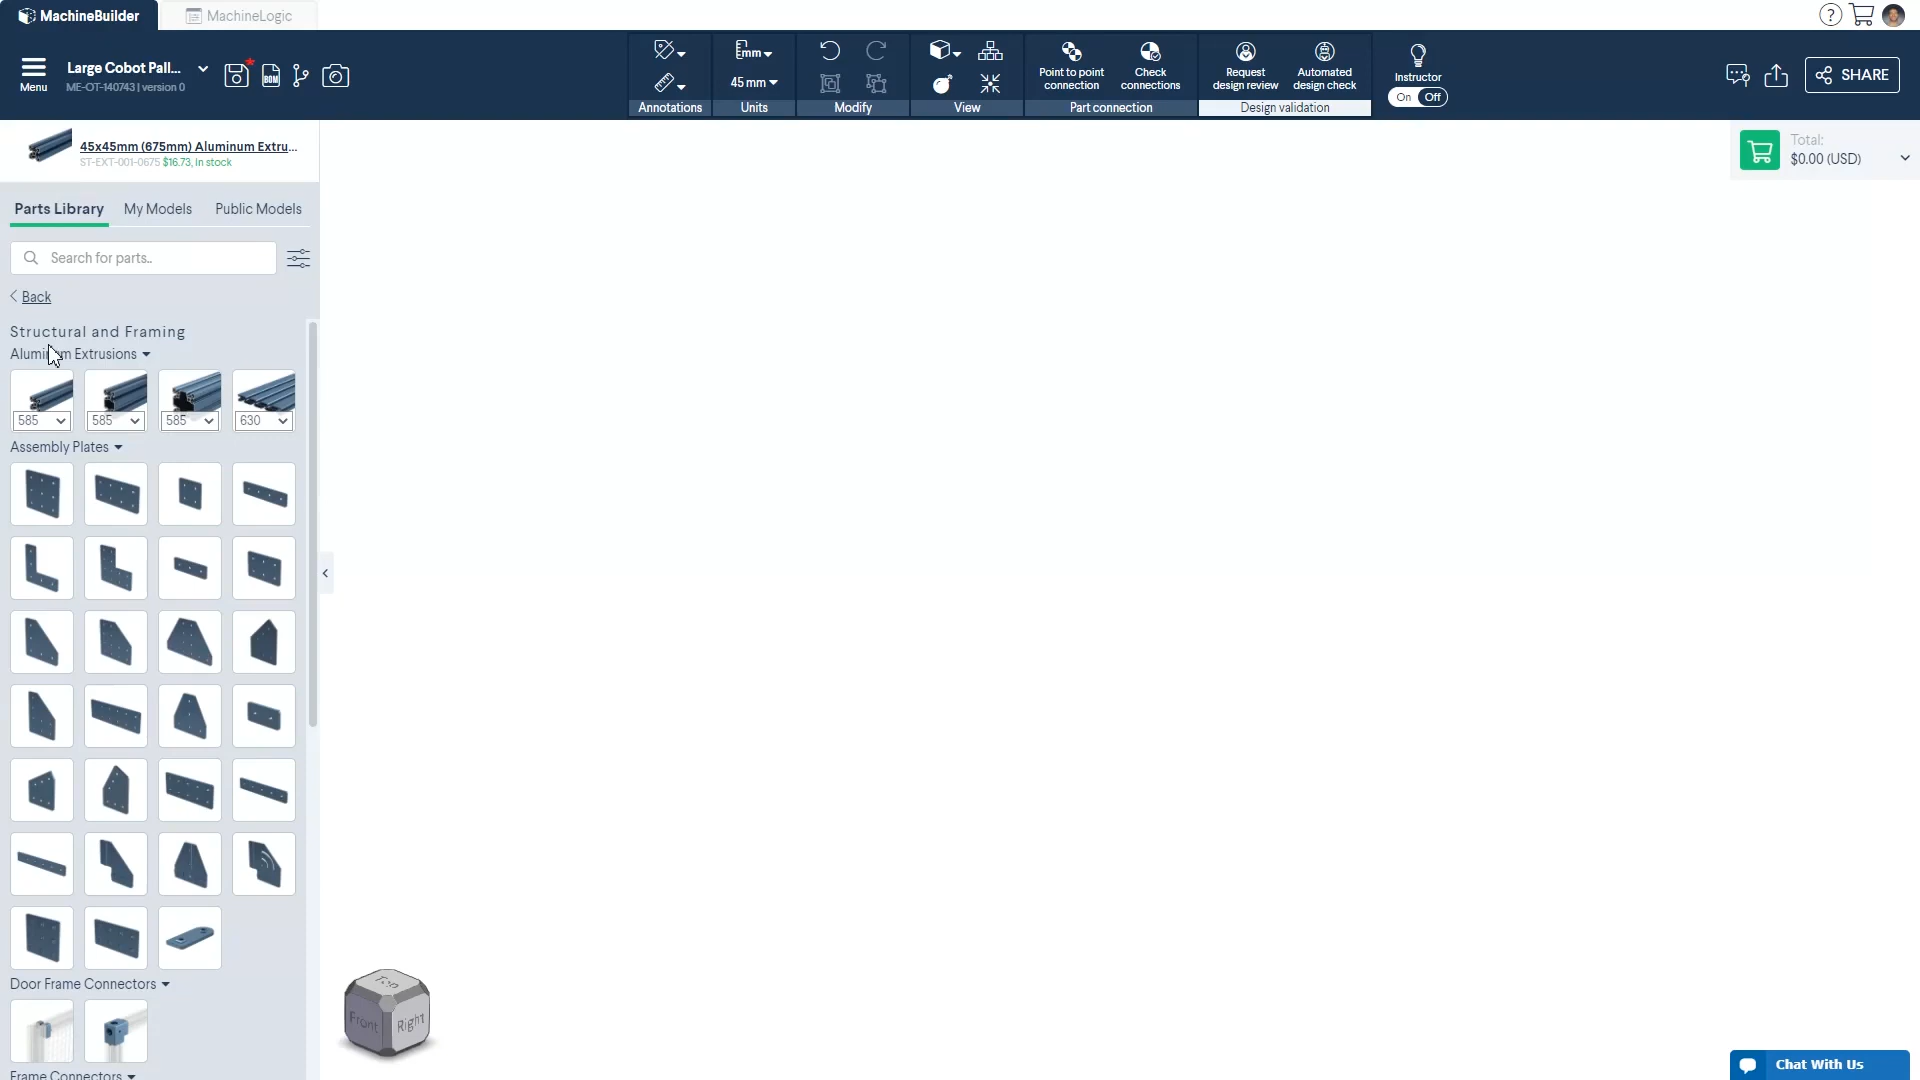 MachineBuilder
MachineLogic
?
Menu
Large Cobot Pall...
ME-OT-140743 | version 0
BOM
mm
45 mm
Annotations
Units
Modify
View
Point to point
connection
Check
connections
Part connection
Request
design review
Automated
design check
Design validation
Instructor
On Off
SHARE
45x45mm (675mm) Aluminum Extru...
ST-EXT-001-0675 $16.73, In stock
Total:
$0.00 (USD)
Parts Library
My Models
Public Models
Search for parts..
Back
Structural and Framing
Aluminum Extrusions
585
585
585
630
Assembly Plates
Door Frame Connectors
Frame Connectors
Top
Front
Right
Chat With Us